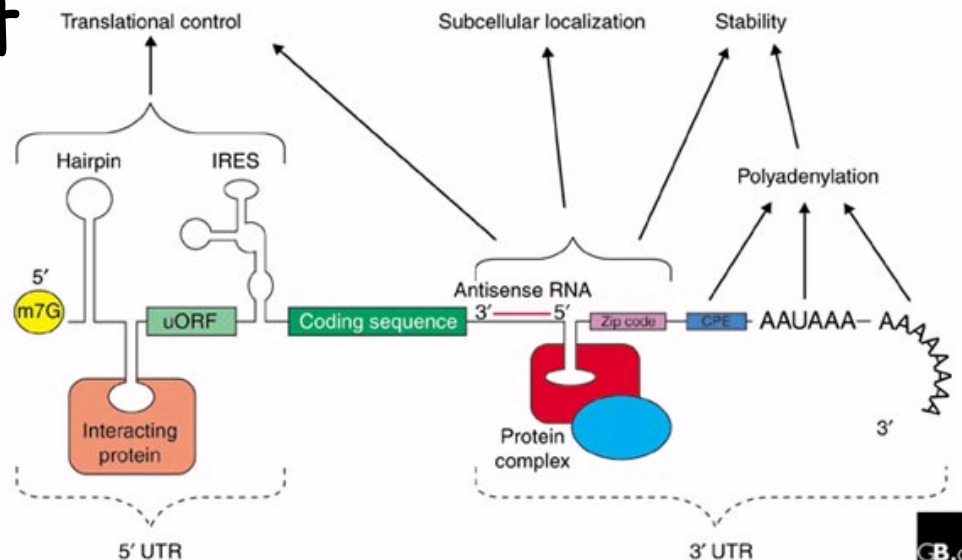 Translational control
Subcellular localization
Stability
Hairpin
IRES
Polyadenylation
5′
m7G
uORF
Coding sequence
Antisense RNA
3′
5′
Zip code
CPE
AAUAAA–
AAAAAAA
Interacting
protein
Protein
complex
3′
5′ UTR
3′ UTR